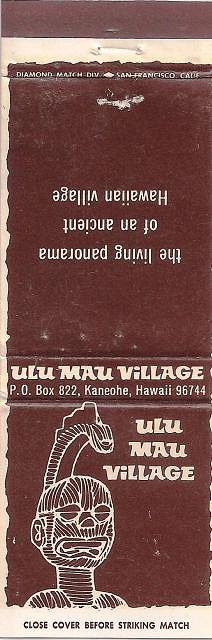 DIAMOND MATCH DIV. SAN FRANCISCO, CALIF.
the living panorama
of an ancient
Hawaiian village
ULU MAU VILLAGE
P.O. Box 822, Kaneohe, Hawaii 96744
ULU
MAU
VILLAGE
CLOSE COVER BEFORE STRIKING MATCH